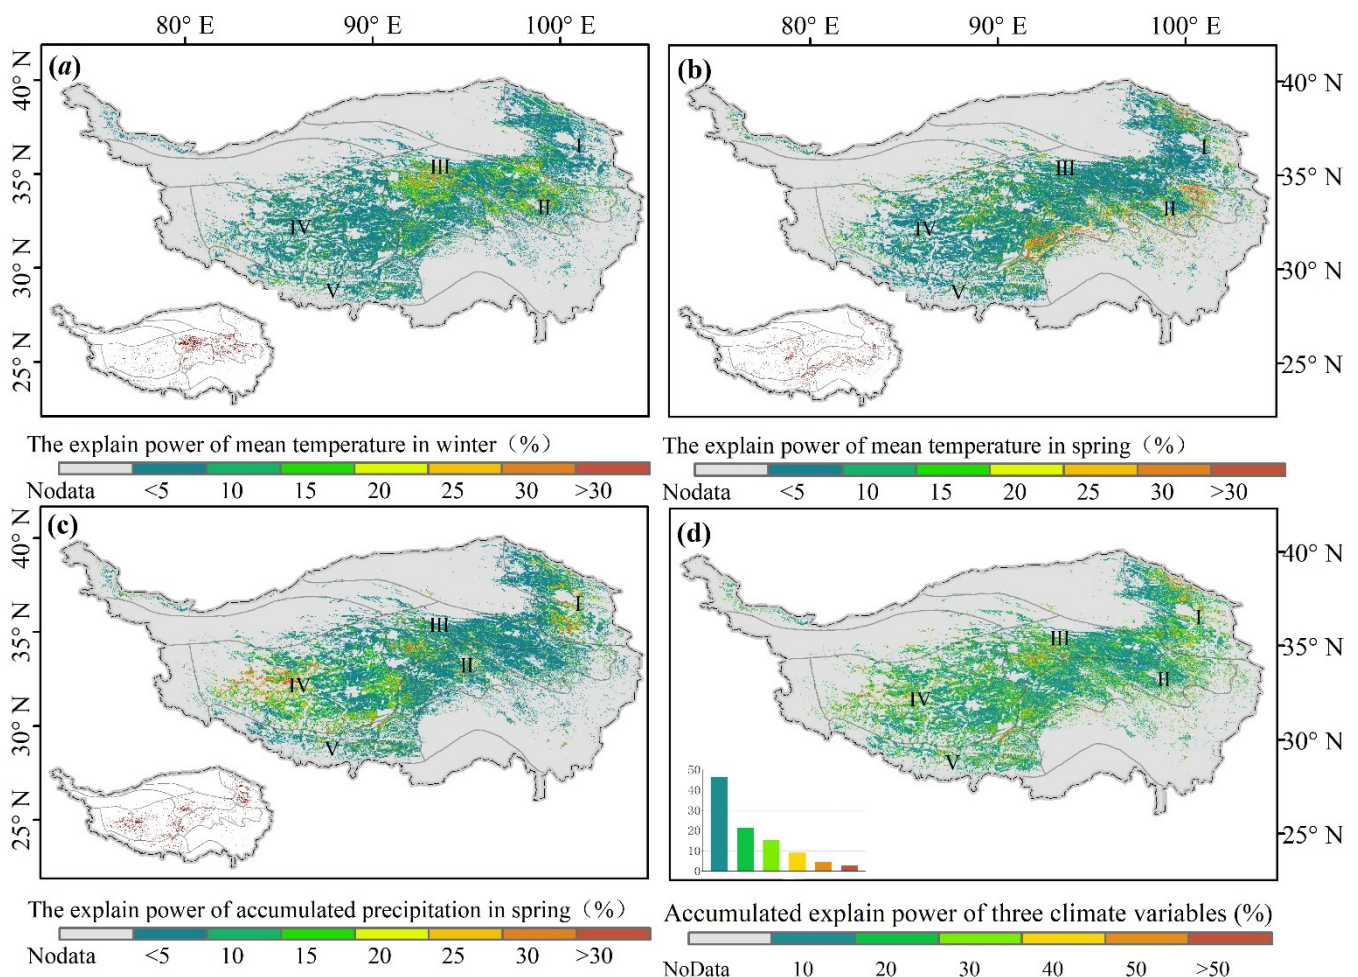 80° E 90° E 100° E 80° E 90° E 100° E
(a) (b)
40° N 35° N 30° N 25° N
I II III IV V
I II III IV V
40° N
35° N
30° N
25° N
The explain power of mean temperature in winter（%）
Nodata <5 10 15 20 25 30 >30
The explain power of mean temperature in spring（%）
Nodata <5 10 15 20 25 30 >30
(c) (d)
40° N 35° N 30° N 25° N
I II III IV V
I II III IV V
40° N
35° N
30° N
25° N
50
40
30
20
10
0
The explain power of accumulated precipitation in spring（%）
Nodata <5 10 15 20 25 30 >30
Accumulated explain power of three climate variables (%)
NoData 10 20 30 40 50 >50